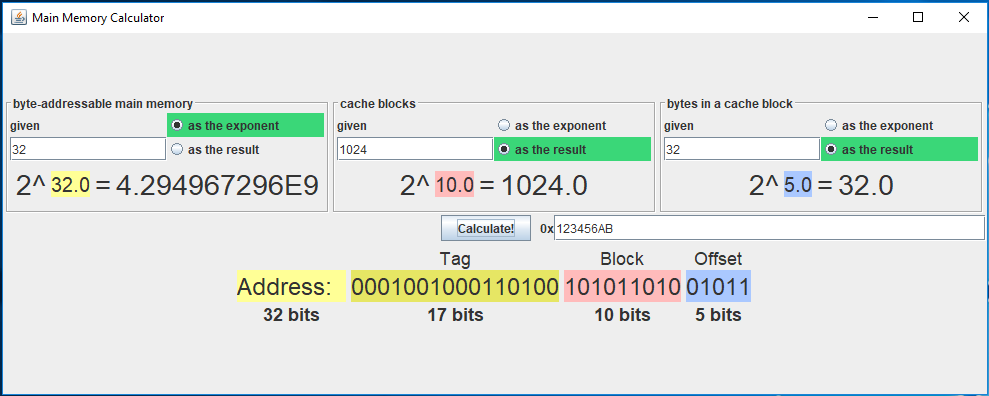 Main Memory Calculator
byte-addressable main memory
given
as the exponent
32
as the result
2^ 32.0 = 4.294967296E9
cache blocks
given
as the exponent
1024
as the result
2^ 10.0 = 1024.0
bytes in a cache block
given
as the exponent
32
as the result
2^ 5.0 = 32.0
Calculate! 0x 123456AB
Tag Block Offset
Address: 0001001000110100 101011010 01011
32 bits 17 bits 10 bits 5 bits